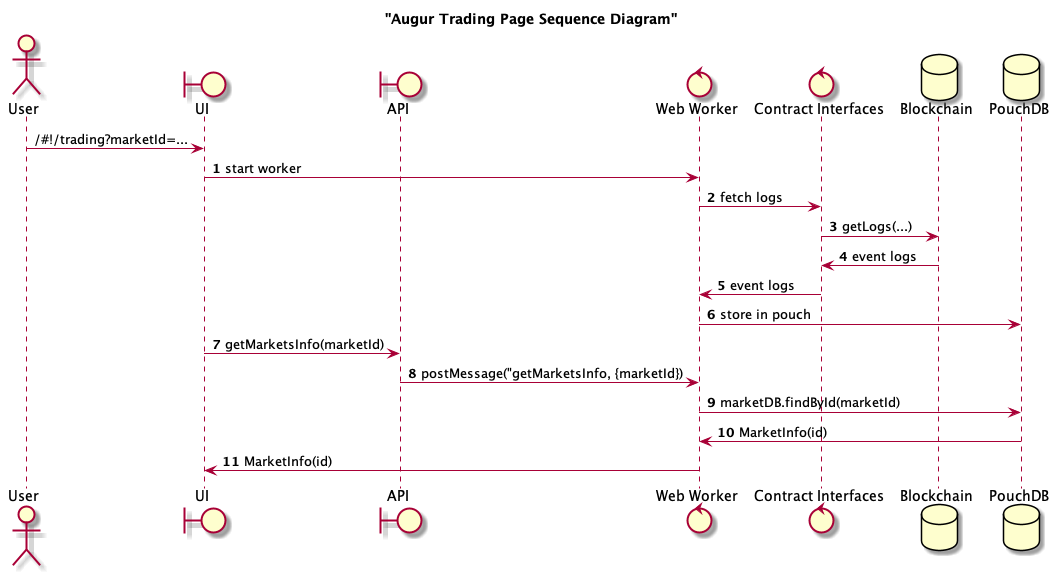 "Augur Trading Page Sequence Diagram"
User UI API Web Worker Contract Interfaces Blockchain PouchDB
/#!/trading?marketId=...
1 start worker
2 fetch logs
3 getLogs(...)
4 event logs
5 event logs
6 store in pouch
7 getMarketsInfo(marketId)
8 postMessage("getMarketsInfo, {marketId})
9 marketDB.findById(marketId)
10 MarketInfo(id)
11 MarketInfo(id)
User UI API Web Worker Contract Interfaces Blockchain PouchDB